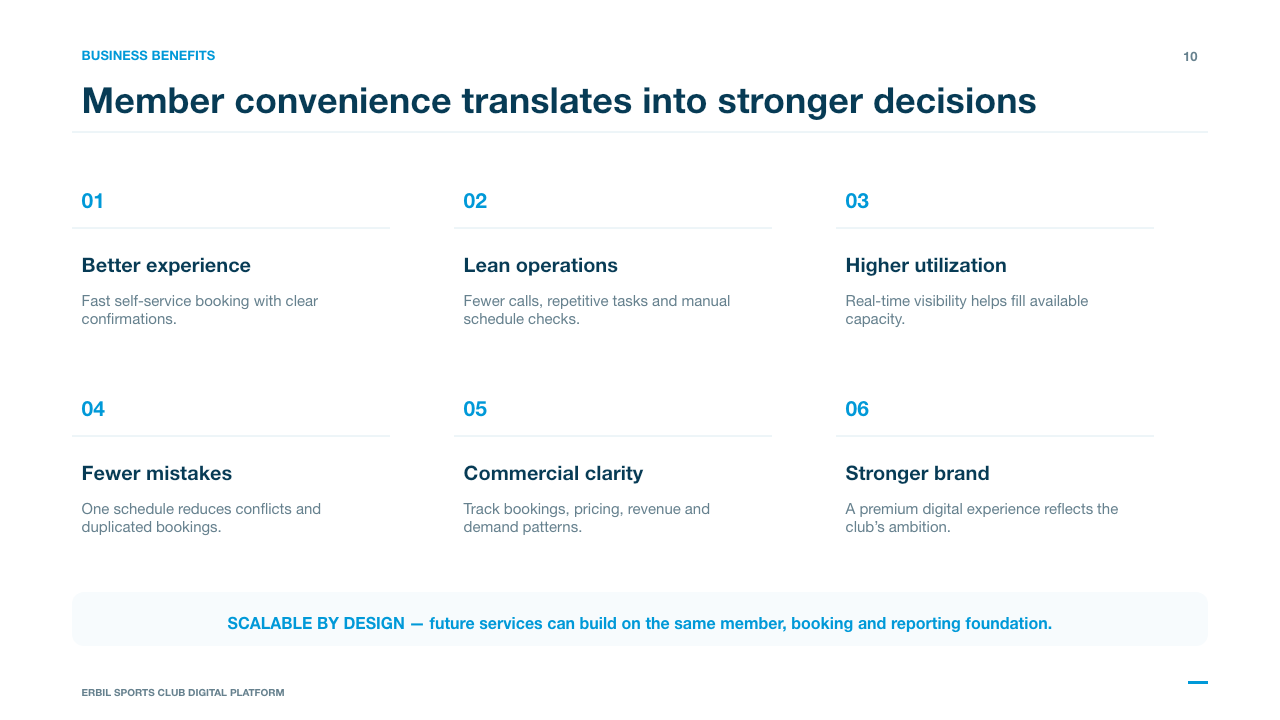 BUSINESS BENEFITS
10
Member convenience translates into stronger decisions
01
Better experience
Fast self-service booking with clear
confirmations.
02
Lean operations
Fewer calls, repetitive tasks and manual
schedule checks.
03
Higher utilization
Real-time visibility helps fill available
capacity.
04
Fewer mistakes
One schedule reduces conflicts and
duplicated bookings.
05
Commercial clarity
Track bookings, pricing, revenue and
demand patterns.
06
Stronger brand
A premium digital experience reflects the
club’s ambition.
SCALABLE BY DESIGN — future services can build on the same member, booking and reporting foundation.
ERBIL SPORTS CLUB DIGITAL PLATFORM